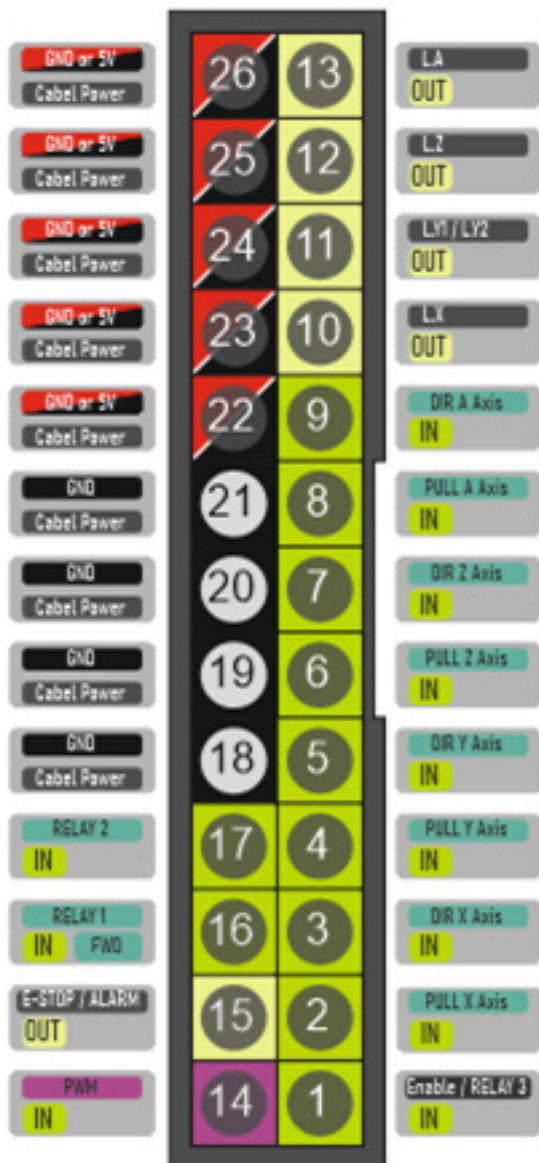 GND or 5V 26 13 L.A
Cabel Power OUT
GND or 5V 25 12 L.Z
Cabel Power OUT
GND or 5V 24 11 L.Y1 / L.Y2
Cabel Power OUT
GND or 5V 23 10 L.X
Cabel Power OUT
GND or 5V 22 9 DIR A Axis
Cabel Power IN
GND 21 8 PULL A Axis
Cabel Power IN
GND 20 7 DIR Z Axis
Cabel Power IN
GND 19 6 PULL Z Axis
Cabel Power IN
GND 18 5 DIR Y Axis
Cabel Power IN
RELAY 2 17 4 PULL Y Axis
IN IN
RELAY 1 16 3 DIR X Axis
IN FWD IN
E-STOP / ALARM 15 2 PULL X Axis
OUT IN
PWM 14 1 Enable / RELAY 3
IN IN